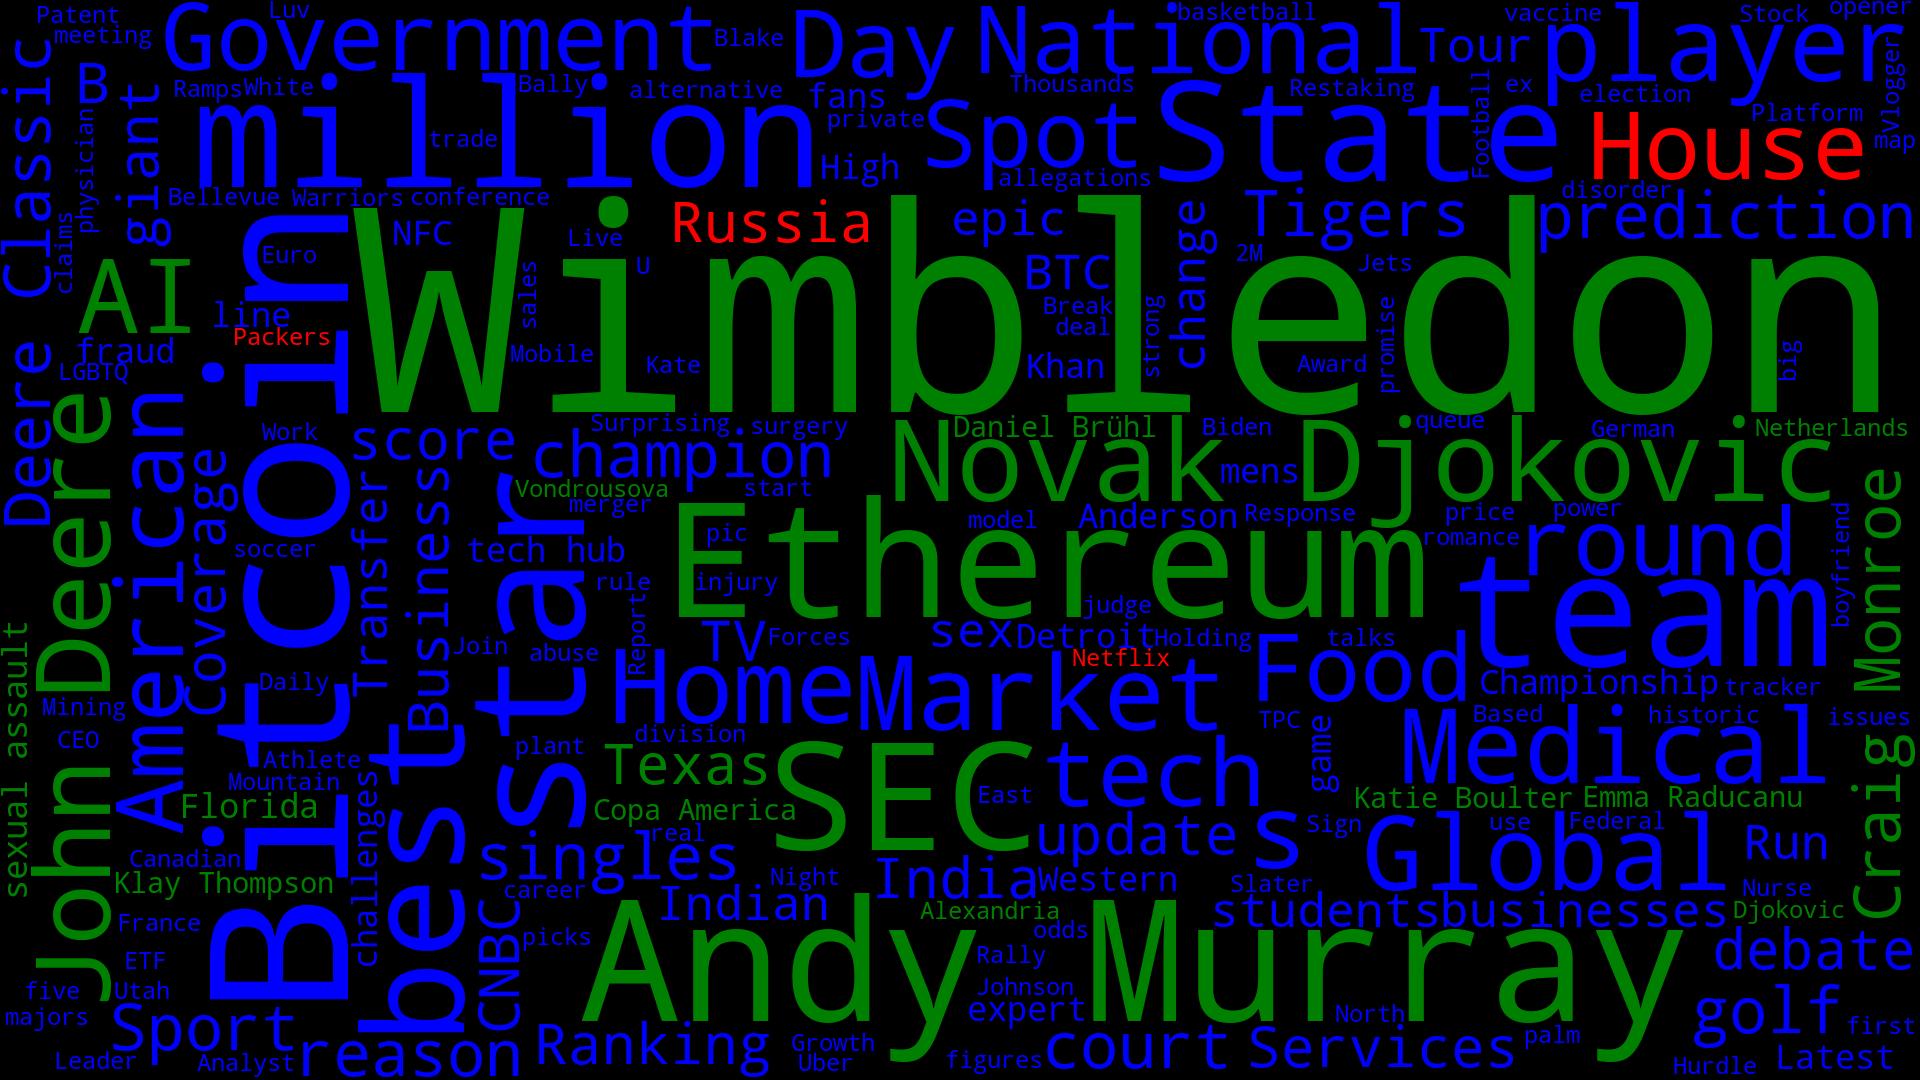 Patent
Luv
Government
Day
National
basketball
Tour
vaccine
player
Stock
opener
meeting
Blake
B
Ramps
White
million
Bally
alternative
fans
Thousands
Spot
State
Restaking
Football
ex
election
Platform
Vlogger
Deere Classic
giant
physician
trade
private
High
House
map
allegations
Bellevue
Warriors
conference
disorder
claims
NFC
Live
Russia
epic
change
Tigers
prediction
Euro
U
BTC
2M
Jets
AI
Bitcoin
Wimbledon
sales
line
Break
strong
promise
Packers
deal
fraud
Mobile
Kate
Khan
Award
big
LGBTQ
John Deere
American
Work
score
Surprising
surgery
champion
Daniel Brühl
Novak Djokovic
Biden
queue
German
Netherlands
Coverage
Transfer
Business
best
star
mens
Vondrousova
start
merger
Ethereum
pic
model
Anderson
Response
price
power
romance
round
boyfriend
Craig Monroe
soccer
tech hub
rule
injury
judge
team
sexual assault
Report
Join
abuse
TV
Forces
sex
Detroit
Holding
talks
Netflix
Home
Market
Food
Daily
Championship
tracker
Mining
CEO
division
TPC
game
Based
historic
issues
Medical
Athlete
plant
Texas
SEC
tech
Mountain
Florida
challenges
Copa America
East
Katie Boulter
Emma Raducanu
real
update
s
Sign
Global
use
Federal
Run
Canadian
singles
Klay Thompson
career
Night
India
Western
Slater
Nurse
France
CNBC
Indian
Alexandria
students
businesses
Djokovic
picks
Andy Murray
odds
debate
ETF
Rally
five
Utah
Johnson
majors
Sport
expert
North
golf
first
Leader
Analyst
reason
Ranking
Growth
Uber
figures
court
Services
palm
Hurdle
Latest